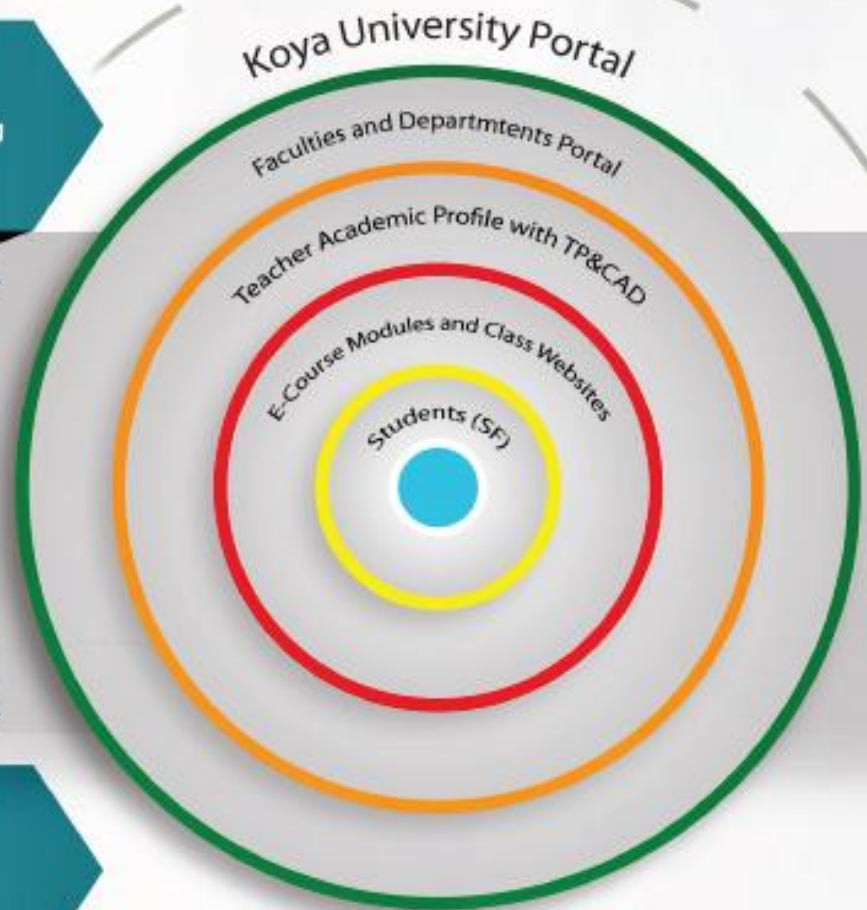 Koya University Portal
Faculties and Departmtents Portal
Teacher Academic Profile with TP&CAD
E-Course Modules and Class Websites
Students (SF)